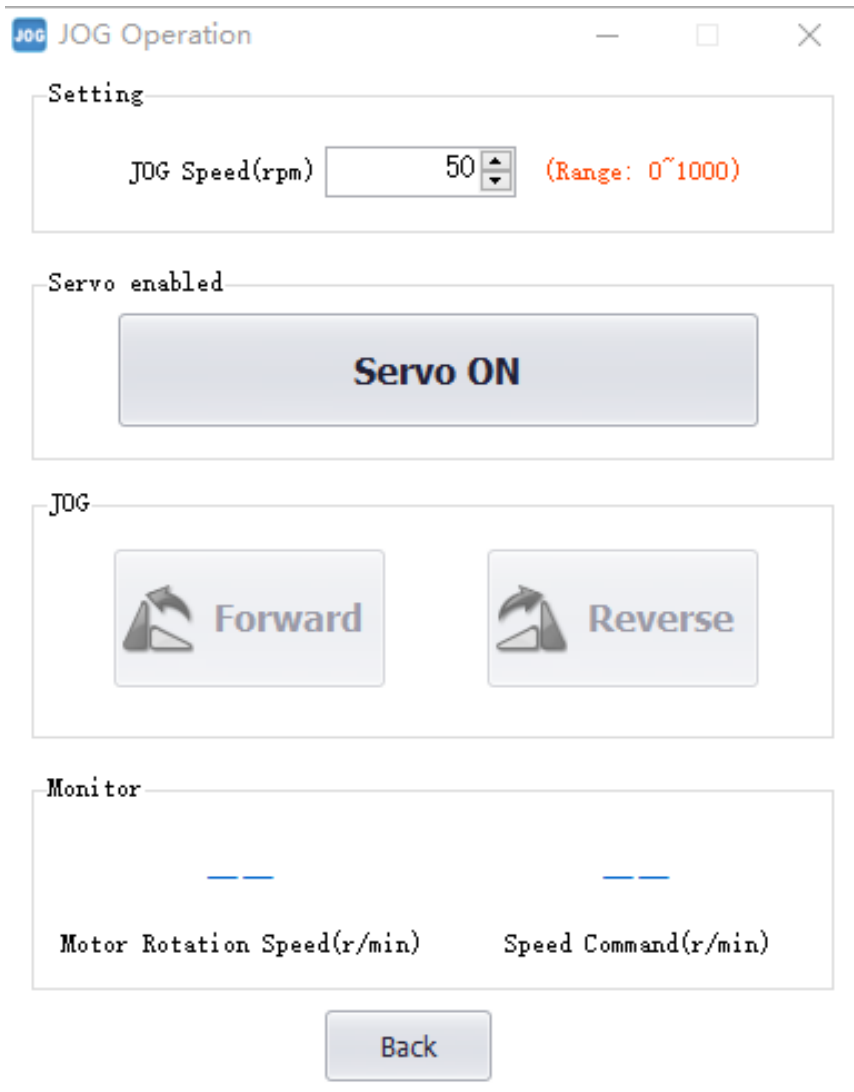 JOG JOG Operation
Setting
JOG Speed(rpm) 50 (Range: 0~1000)
Servo enabled
Servo ON
JOG
Forward Reverse
Monitor
—— ——
Motor Rotation Speed(r/min) Speed Command(r/min)
Back